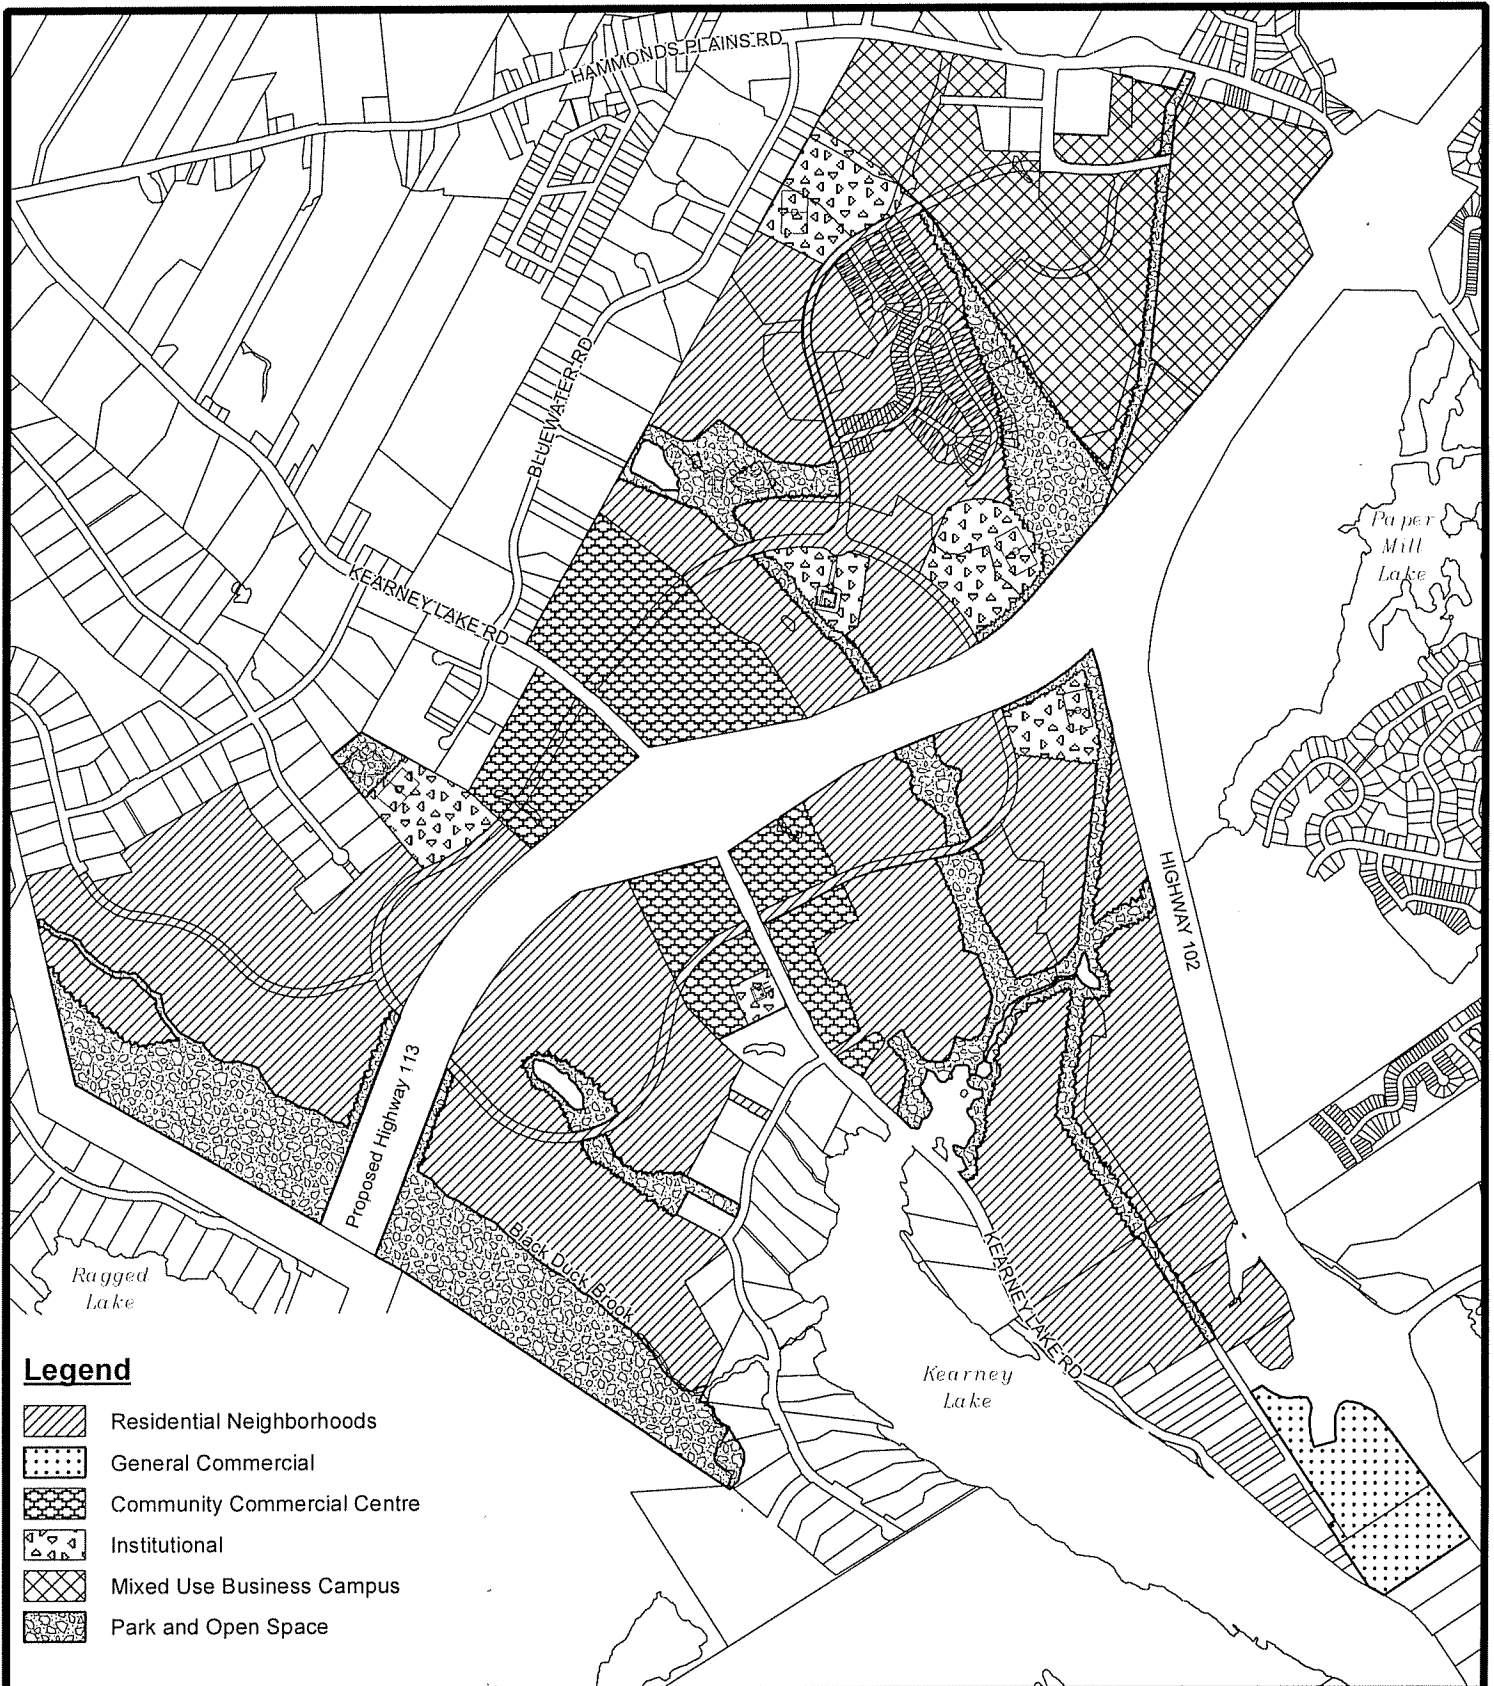 HAMMONDS PLAINS RD
BLUEWATER RD
KEARNEY LAKE RD
Paper
Mill
Lake
HIGHWAY 102
Proposed Highway 113
Black Duck Brook
KEARNEY LAKE RD
Ragged
Lake
Kearney
Lake
Legend
Residential Neighborhoods
General Commercial
Community Commercial Centre
Institutional
Mixed Use Business Campus
Park and Open Space